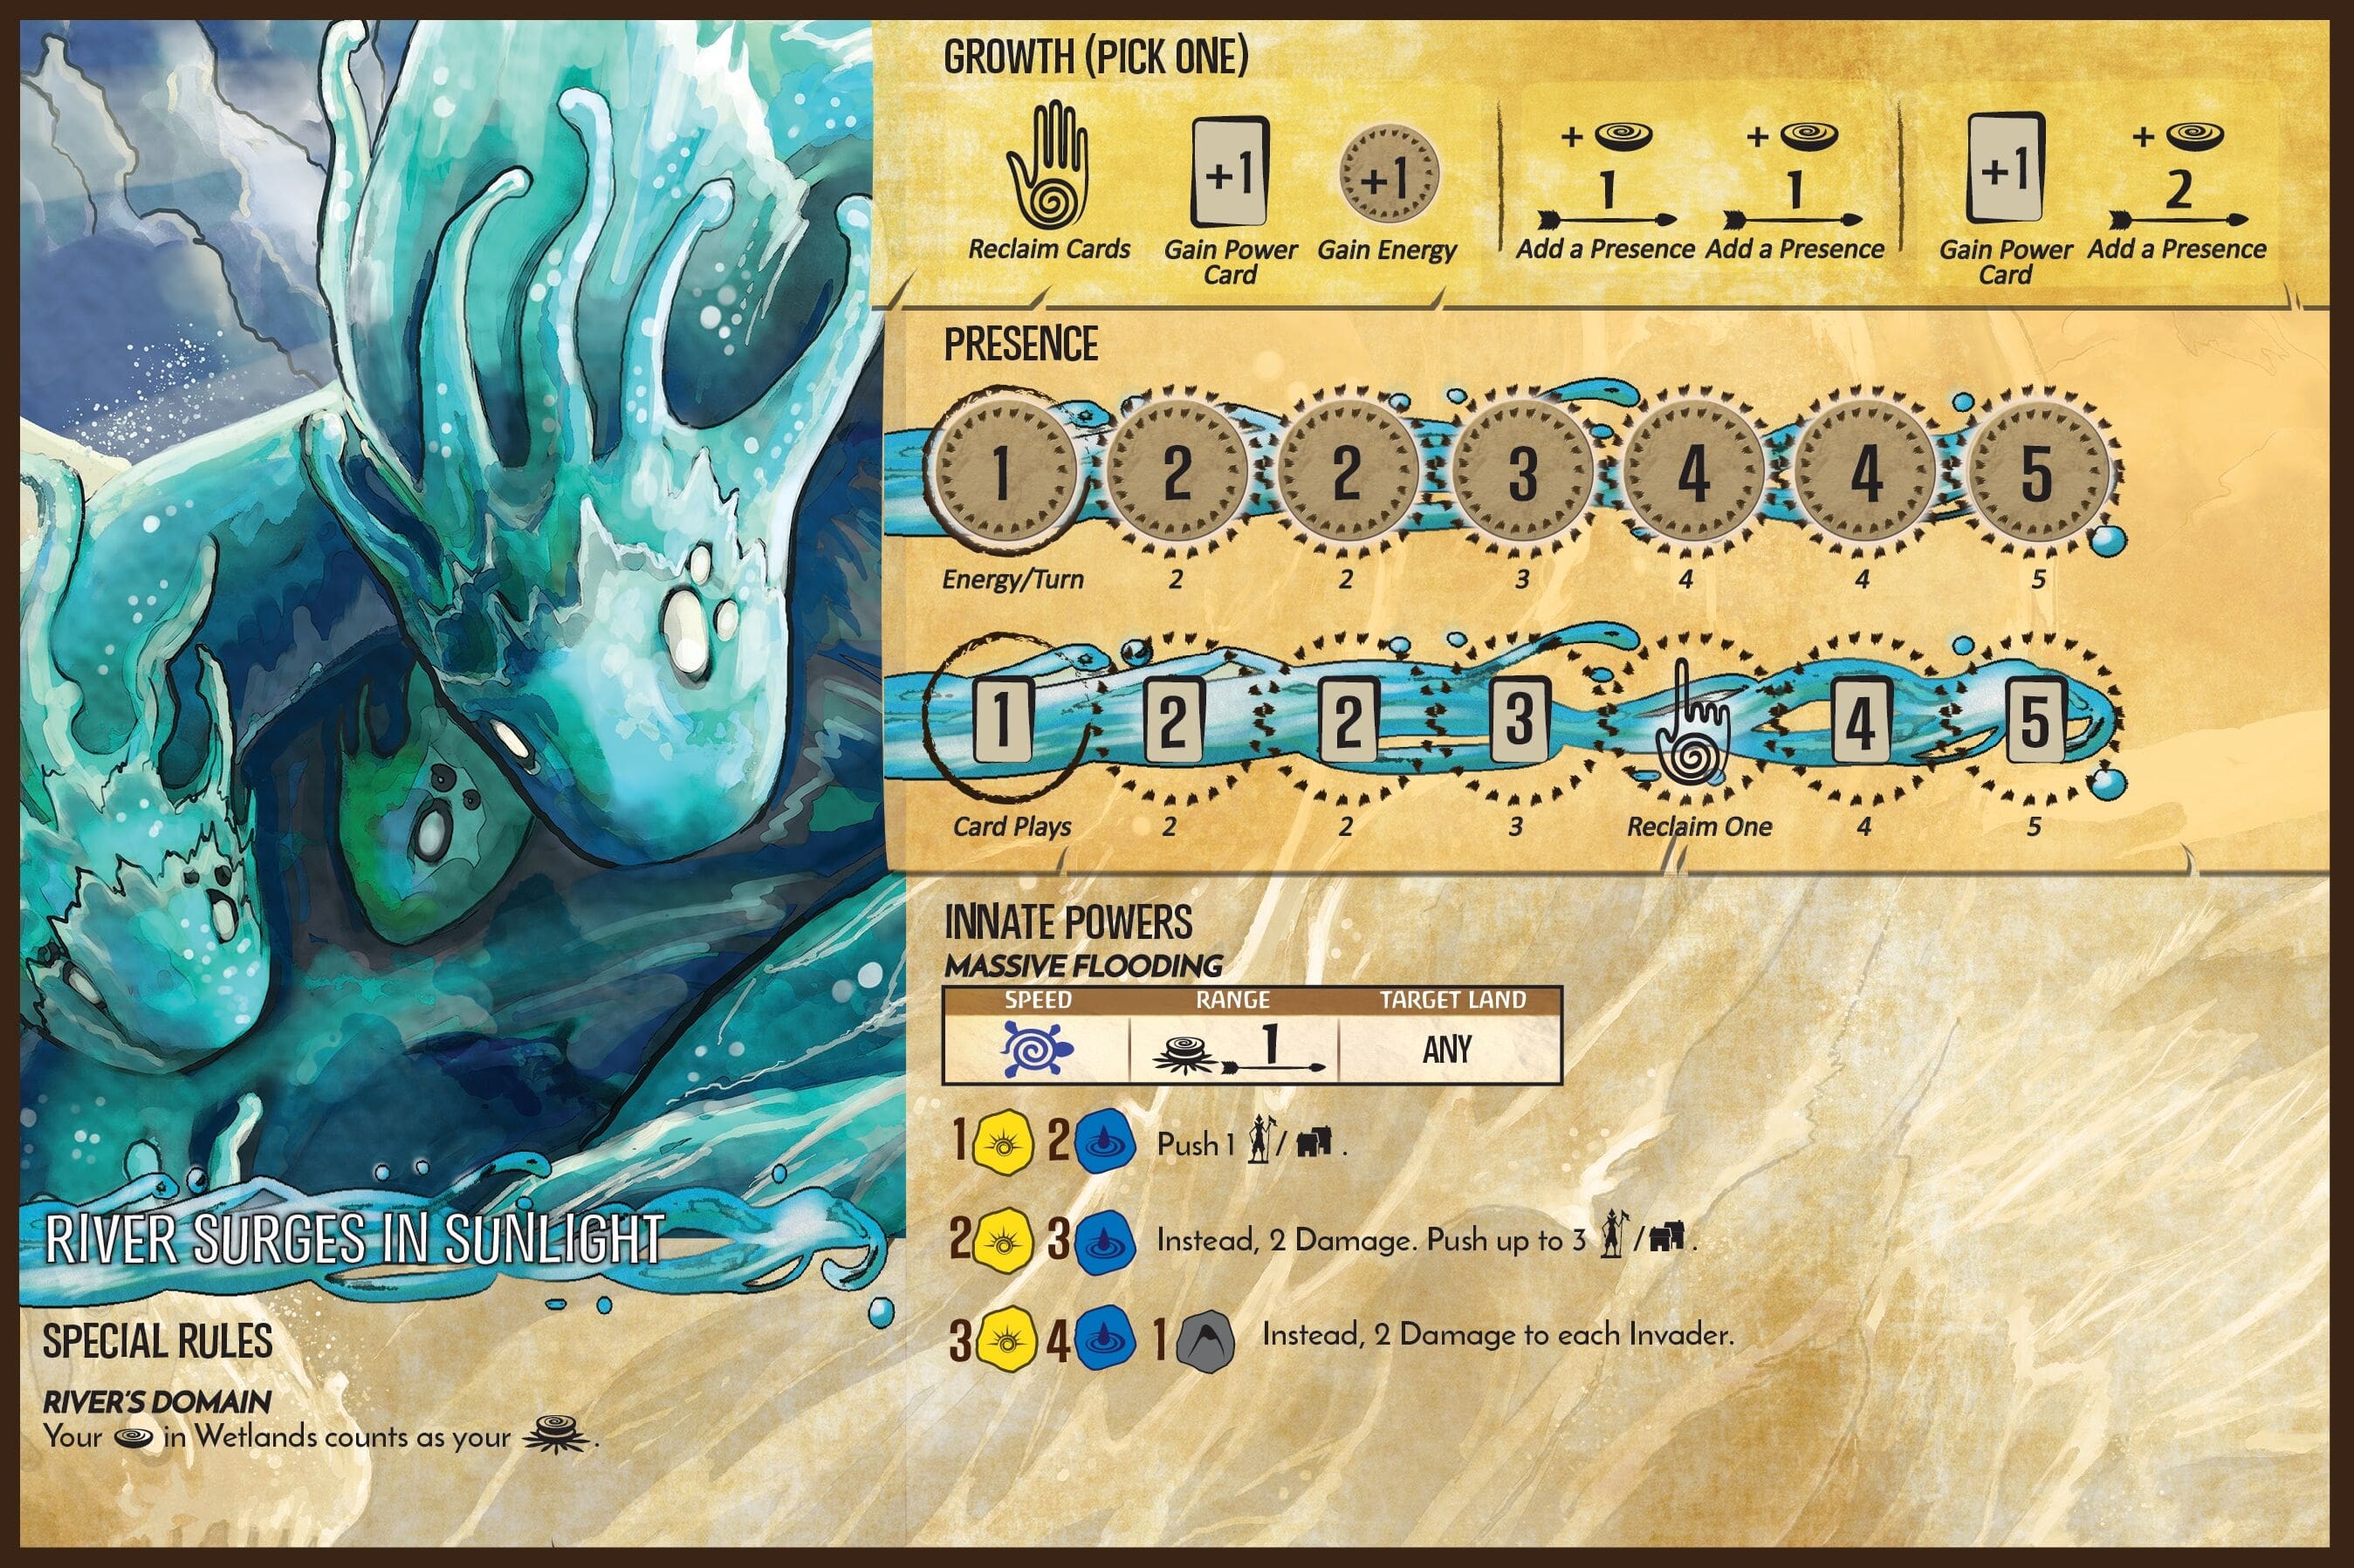 GROWTH (PICK ONE)
+1 +1 + 1 + 1 +1 + 2
Reclaim Cards Gain Power Card Gain Energy Add a Presence Add a Presence Gain Power Card Add a Presence
PRESENCE
1 2 2 3 4 4 5
Energy/Turn 2 2 3 4 4 5
1 2 2 3 4 5
Card Plays 2 2 3 Reclaim One 4 5
INNATE POWERS
MASSIVE FLOODING
SPEED RANGE TARGET LAND
1 ANY
1 2 Push 1 / .
2 3 Instead, 2 Damage. Push up to 3 / .
3 4 1 Instead, 2 Damage to each Invader.
RIVER SURGES IN SUNLIGHT
SPECIAL RULES
RIVER'S DOMAIN
Your in Wetlands counts as your .